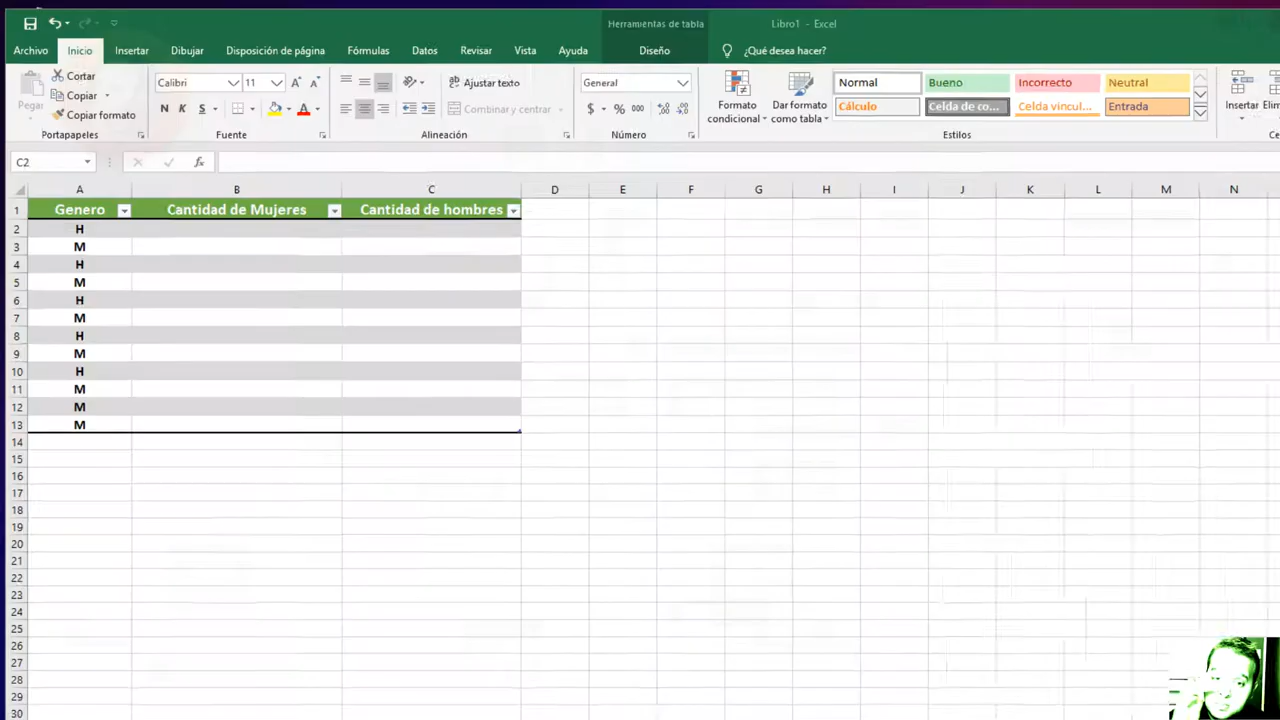 Herramientas de tabla Libro1 - Excel
Archivo Inicio Insertar Dibujar Disposición de página Fórmulas Datos Revisar Vista Ayuda Diseño ¿Qué desea hacer?
Pegar Cortar Copiar Copiar formato Portapapeles
Calibri 11 N K S A A A Fuente
Ajustar texto Combinar y centrar Alineación
General $ % 000 Número
Formato condicional Dar formato como tabla
Normal Bueno Incorrecto Neutral
Cálculo Celda de co... Celda vincul... Entrada
Estilos
Insertar
C2 fx
A B C D E F G H I J K L M N
1 Genero Cantidad de Mujeres Cantidad de hombres
2 H
3 M
4 H
5 M
6 H
7 M
8 H
9 M
10 H
11 M
12 M
13 M
14
15
16
17
18
19
20
21
22
23
24
25
26
27
28
29
30